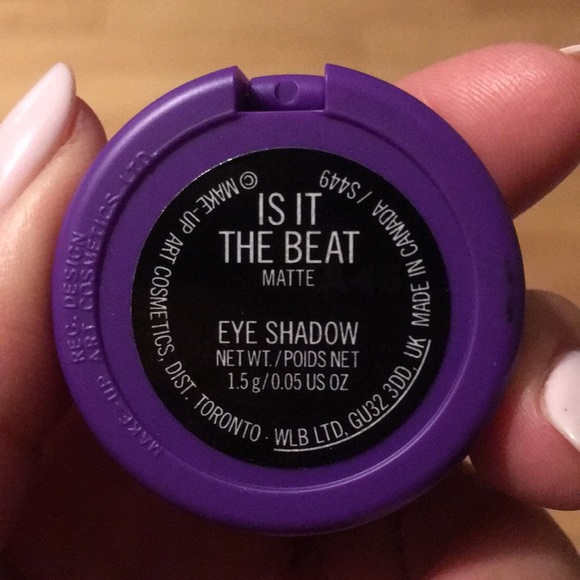 IS IT
THE BEAT
MATTE
EYE SHADOW
NET WT. / POIDS NET
1.5 g / 0.05 US OZ
© MAKE-UP ART COSMETICS, DIST. TORONTO · WLB LTD, GU32 3DD, UK MADE IN CANADA / S449
REG. DESIGN
MAKE-UP ART COSMETICS LTD.